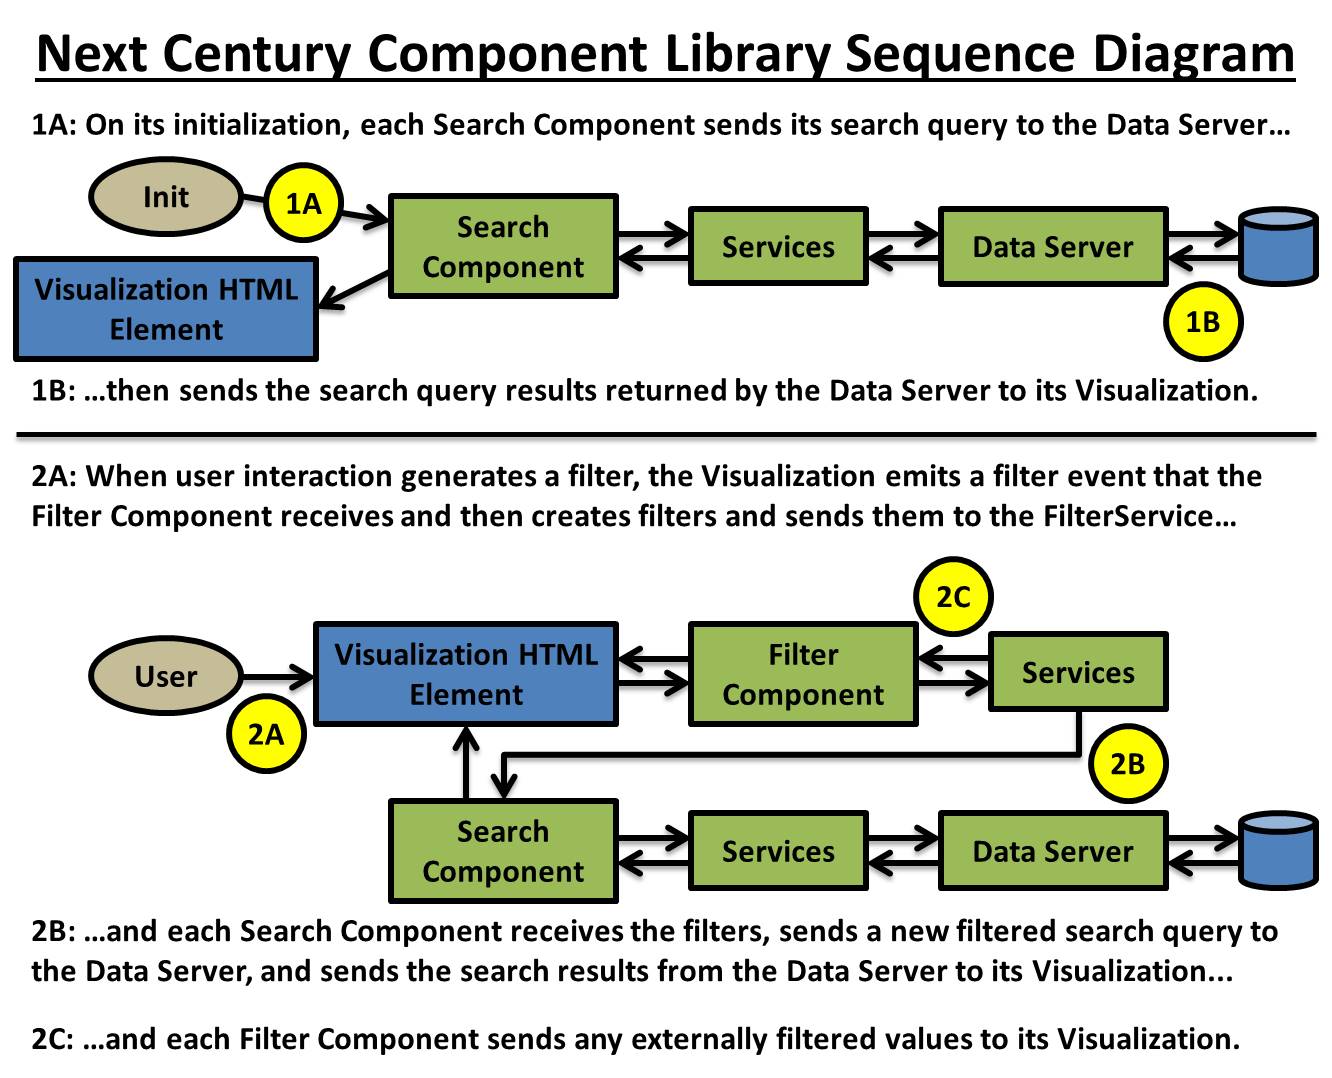 Next Century Component Library Sequence Diagram
1A: On its initialization, each Search Component sends its search query to the Data Server…
Init
1A
Search
Component
Services
Data Server
Visualization HTML
Element
1B
1B: …then sends the search query results returned by the Data Server to its Visualization.
2A: When user interaction generates a filter, the Visualization emits a filter event that the
Filter Component receives and then creates filters and sends them to the FilterService…
2C
User
2A
Visualization HTML
Element
Filter
Component
Services
2B
Search
Component
Services
Data Server
2B: …and each Search Component receives the filters, sends a new filtered search query to
the Data Server, and sends the search results from the Data Server to its Visualization...
2C: …and each Filter Component sends any externally filtered values to its Visualization.